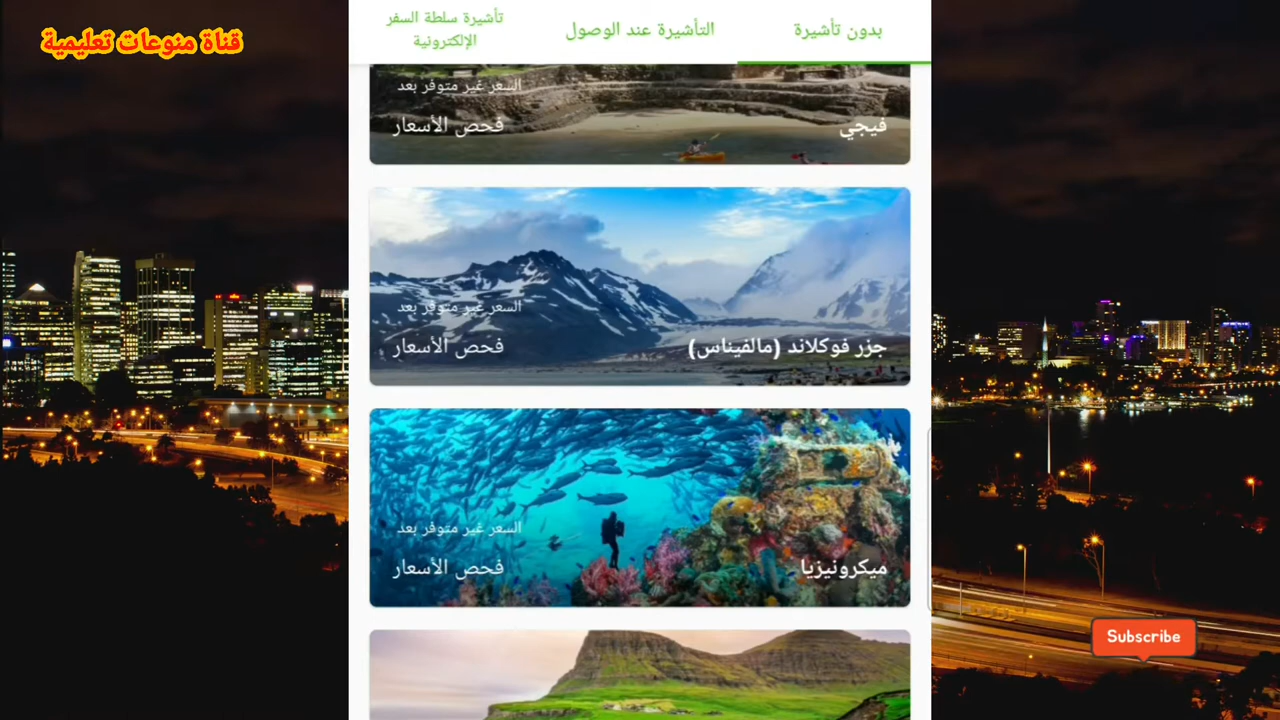 قناة منوعات تعليمية
بدون تأشيرة
التأشيرة عند الوصول
تأشيرة سلطة السفر
الإلكترونية
السعر غير متوفر بعد
فيجي
فحص الأسعار
السعر غير متوفر بعد
جزر فوكلاند (مالفيناس)
فحص الأسعار
السعر غير متوفر بعد
ميكرونيزيا
فحص الأسعار
Subscribe